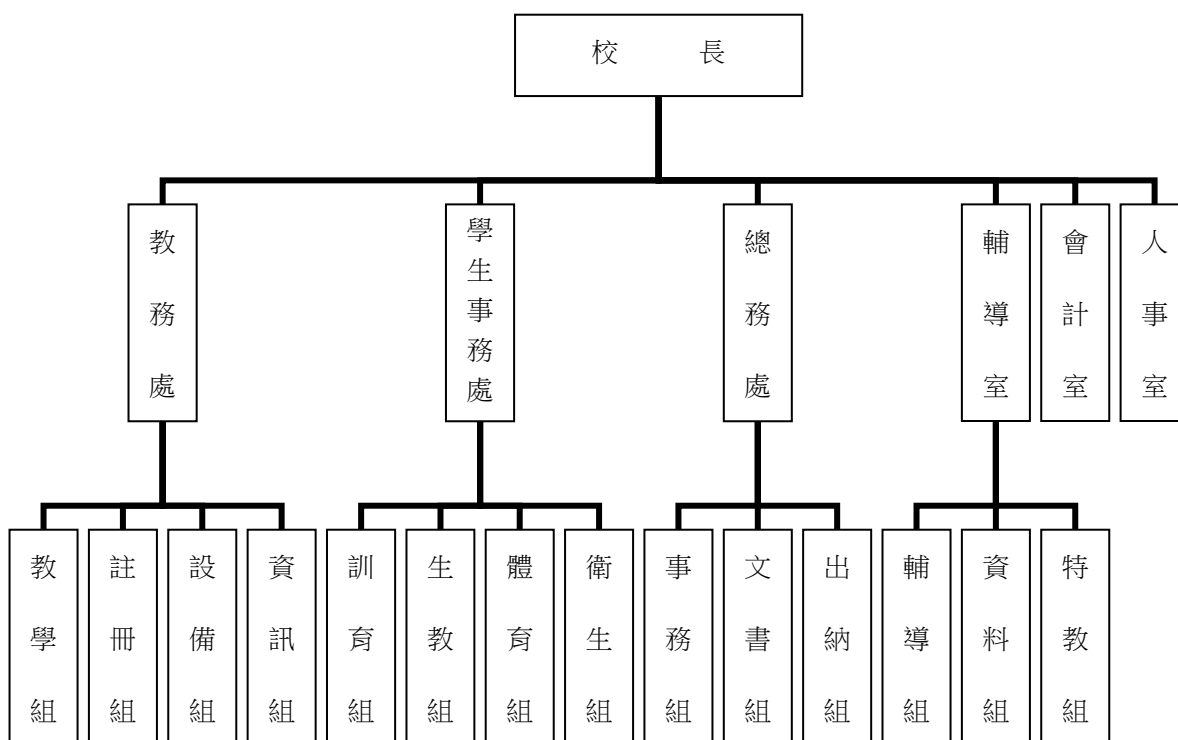 校長
教務處
學生事務處
總務處
輔導室
會計室
人事室
教學組
註冊組
設備組
資訊組
訓育組
生教組
體育組
衛生組
事務組
文書組
出納組
輔導組
資料組
特教組